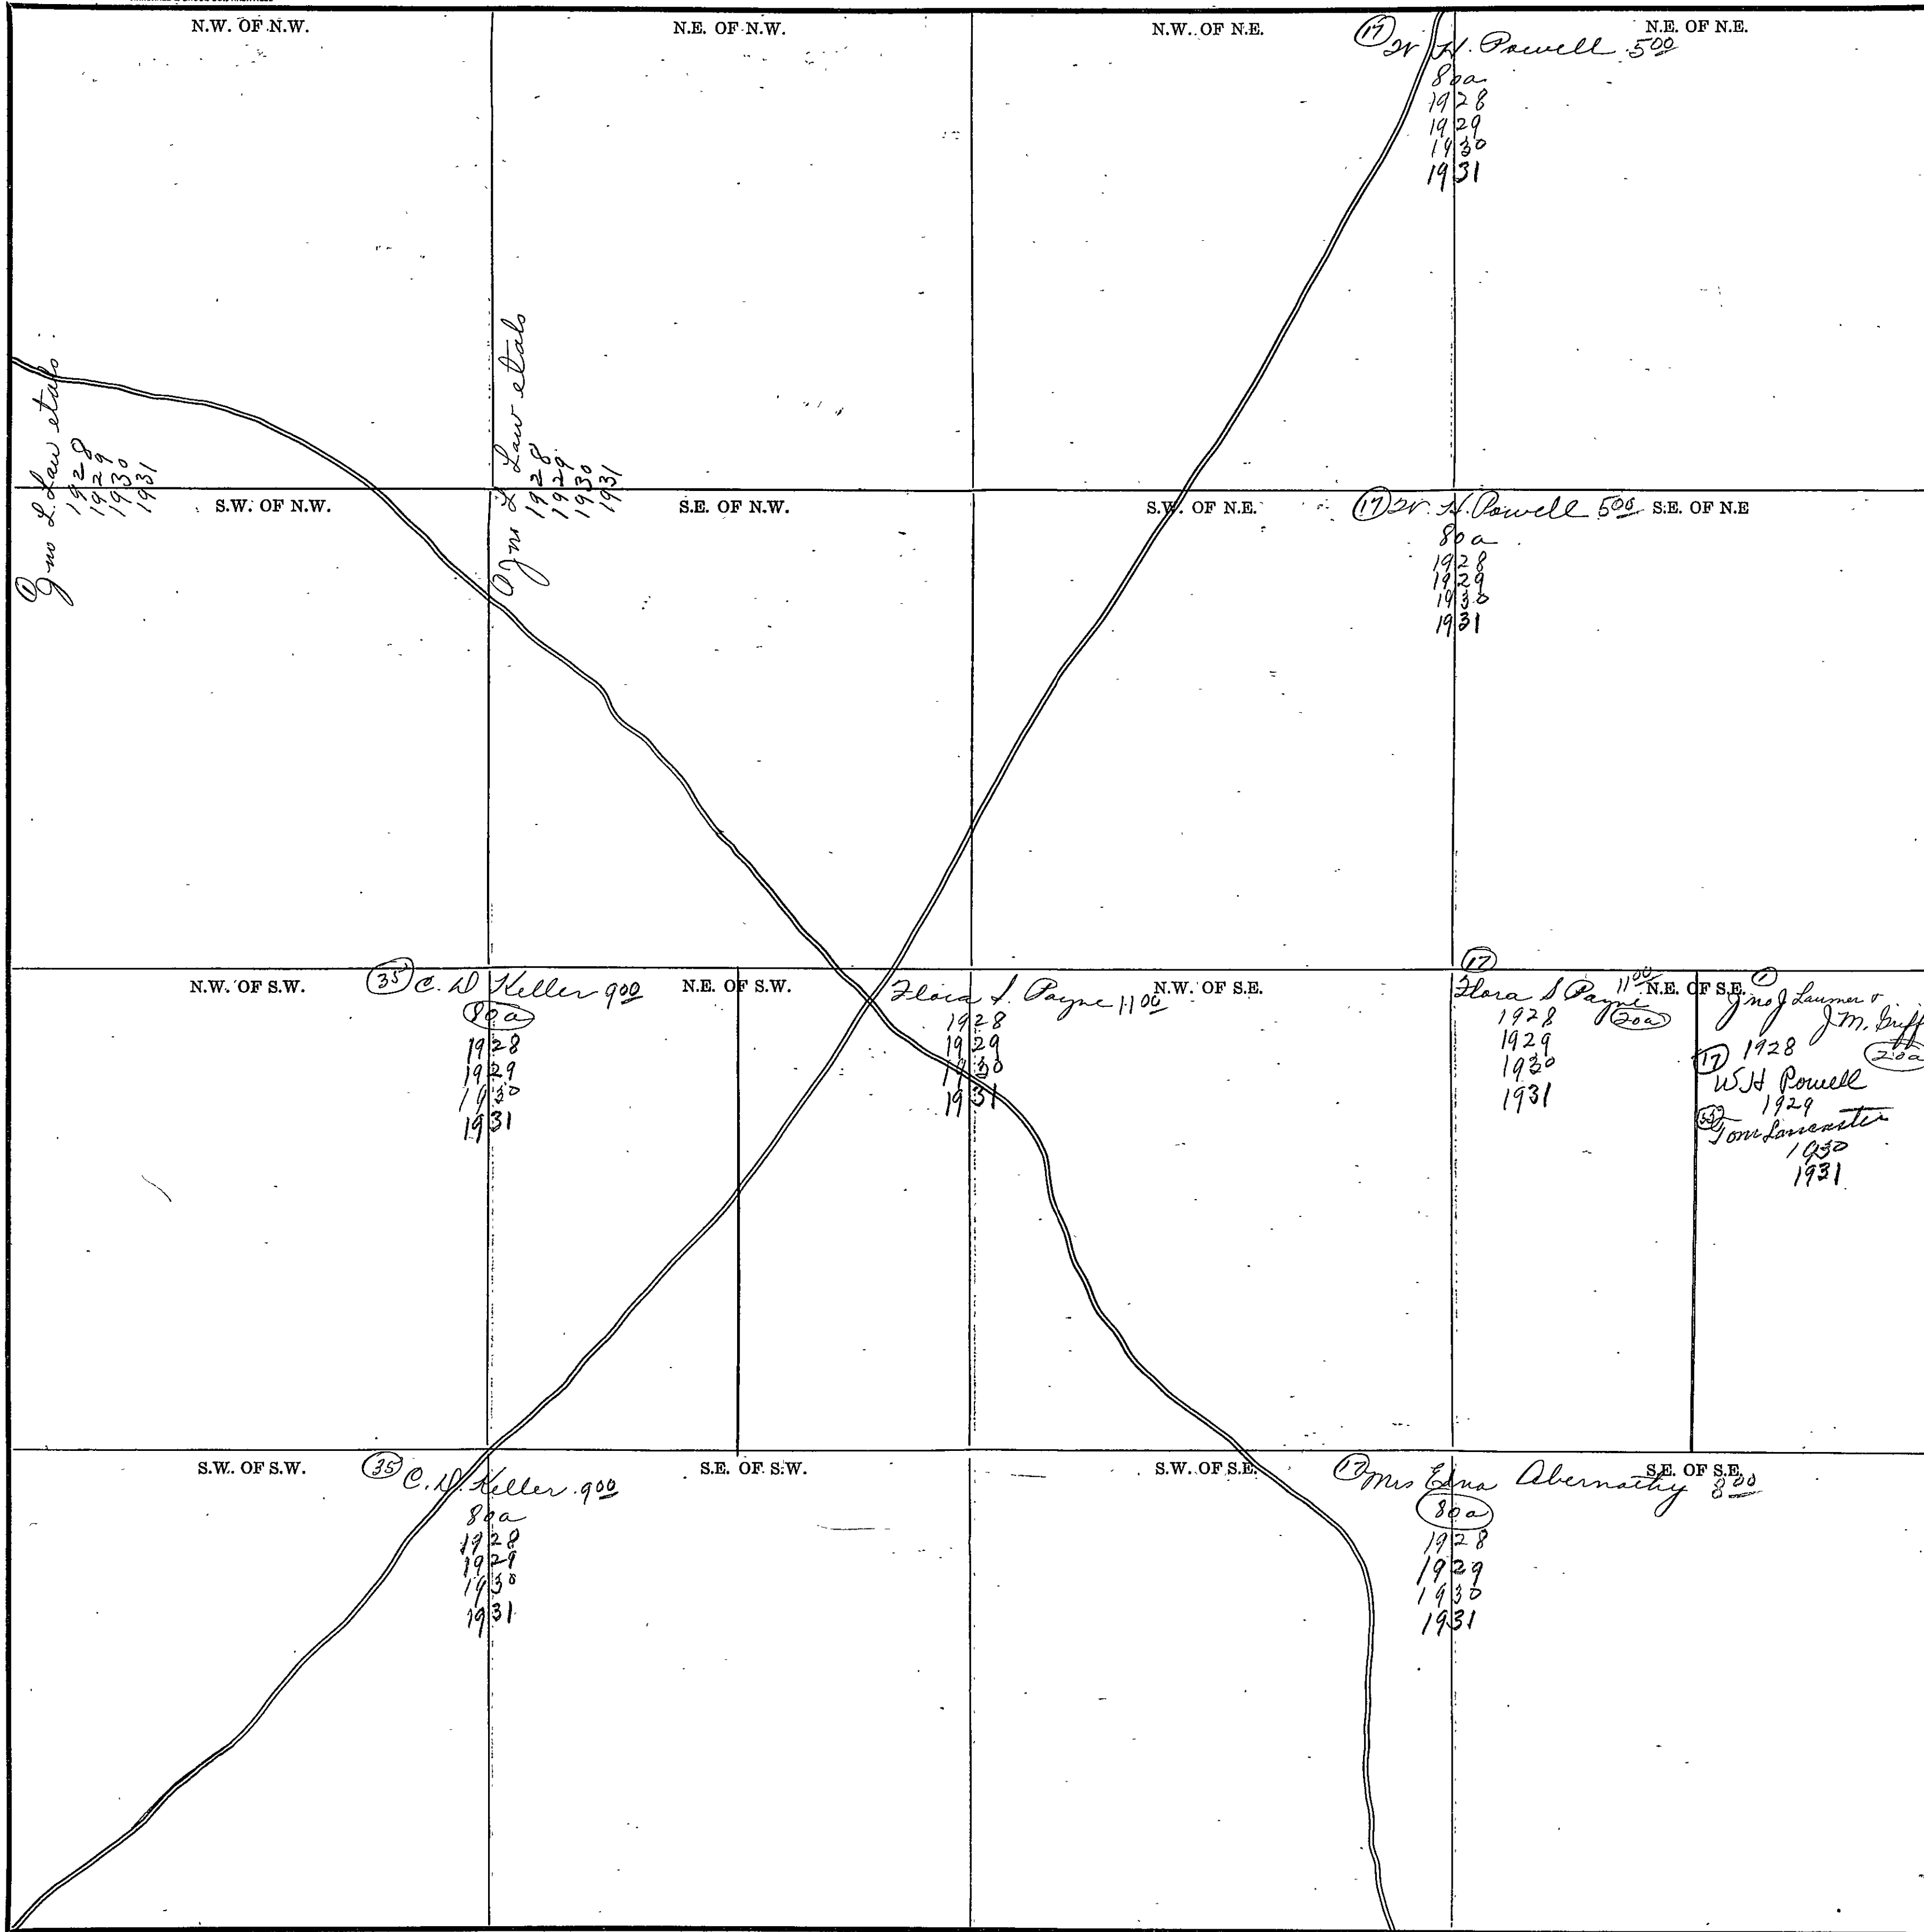 N.W. OF N.W.
N.E. OF N.W.
N.W. OF N.E.
N.E. OF N.E.
(17) W. H. Powell 5 00
80a
1928
1929
1930
1931
(1) Jno L. Law etals
1928
1929
1930
1931
(1) Jno L Law etals
1928
1929
1930
1931
S.W. OF N.W.
S.E. OF N.W.
S.W. OF N.E.
(17) W. H. Powell 5 00
S.E. OF N.E
80a
1928
1929
1930
1931
N.W. OF S.W.
(35) C. D Keller 9 00
80a
1928
1929
1930
1931
N.E. OF S.W.
Flora S. Payne 11 00
1928
1929
1930
1931
N.W. OF S.E.
(17)
Flora S Payne 11 00
20a
1928
1929
1930
1931
N.E. OF S.E.
(1)
Jno J Laumer &
J M. Griff
1928
20a
(17)
W H Powell
1929
Tom Lancaster
1930
1931
S.W. OF S.W.
(35) C. D. Keller 9 00
80a
1928
1929
1930
1931
S.E. OF S.W.
S.W. OF S.E.
S.E. OF S.E.
(17) Mrs Edna Abernathy 8 00
80a
1928
1929
1930
1931